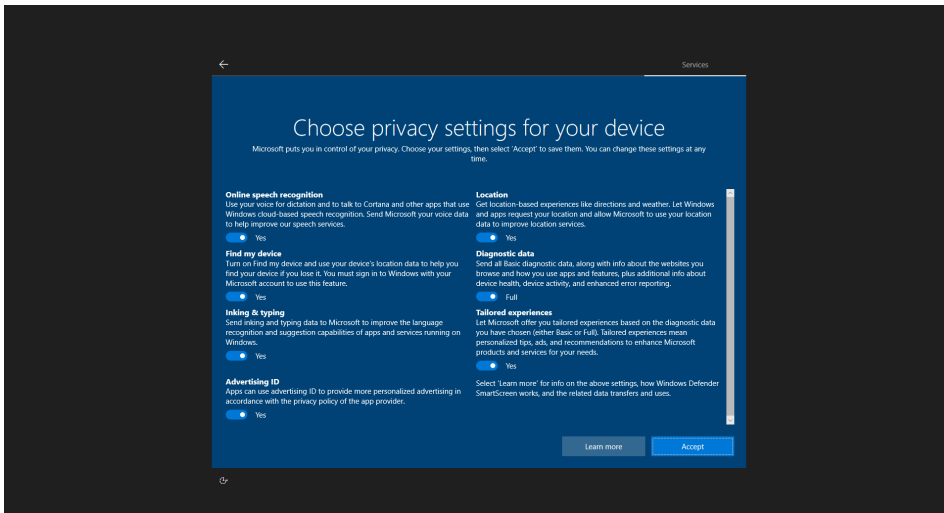 Services
Choose privacy settings for your device
Microsoft puts you in control of your privacy. Choose your settings, then select 'Accept' to save them. You can change these settings at any
time.
Online speech recognition
Use your voice for dictation and to talk to Cortana and other apps that use
Windows cloud-based speech recognition. Send Microsoft your voice data
to help improve our speech services.
Yes
Find my device
Turn on Find my device and use your device's location data to help you
find your device if you lose it. You must sign in to Windows with your
Microsoft account to use this feature.
Yes
Inking & typing
Send inking and typing data to Microsoft to improve the language
recognition and suggestion capabilities of apps and services running on
Windows.
Yes
Advertising ID
Apps can use advertising ID to provide more personalized advertising in
accordance with the privacy policy of the app provider.
Yes
Location
Get location-based experiences like directions and weather. Let Windows
and apps request your location and allow Microsoft to use your location
data to improve location services.
Yes
Diagnostic data
Send all Basic diagnostic data, along with info about the websites you
browse and how you use apps and features, plus additional info about
device health, device activity, and enhanced error reporting.
Full
Tailored experiences
Let Microsoft offer you tailored experiences based on the diagnostic data
you have chosen (either Basic or Full). Tailored experiences mean
personalized tips, ads, and recommendations to enhance Microsoft
products and services for your needs.
Yes
Select 'Learn more' for info on the above settings, how Windows Defender
SmartScreen works, and the related data transfers and uses.
Learn more
Accept